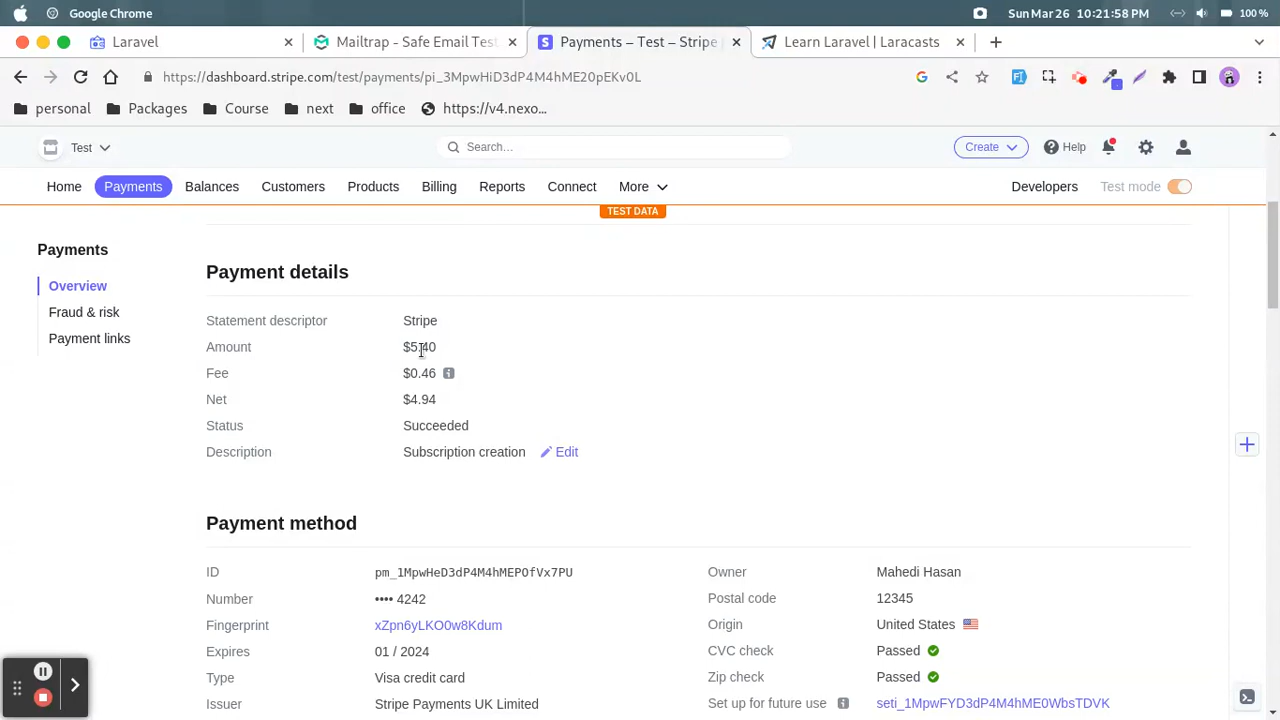 Google Chrome Sun Mar 26 10:21:58 100 %
Laravel Mailtrap - Safe Email Test Payments – Test – Stripe Learn Laravel | Laracasts
https://dashboard.stripe.com/test/payments/pi_3MpwHiD3dP4M4hME20pEKv0L
personal Packages Course next office https://v4.nexo...
Test Search... Create Help
Home Payments Balances Customers Products Billing Reports Connect More Developers Test mode
TEST DATA
Payments
Overview
Fraud & risk
Payment links
Payment details
Statement descriptor Stripe
Amount $5.40
Fee $0.46
Net $4.94
Status Succeeded
Description Subscription creation Edit
Payment method
ID pm_1MpwHeD3dP4M4hMEPOfVx7PU
Number •••• 4242
Fingerprint xZpn6yLKO0w8Kdum
Expires 01 / 2024
Type Visa credit card
Issuer Stripe Payments UK Limited
Owner Mahedi Hasan
Postal code 12345
Origin United States
CVC check Passed
Zip check Passed
Set up for future use seti_1MpwFYD3dP4M4hME0WbsTDVK